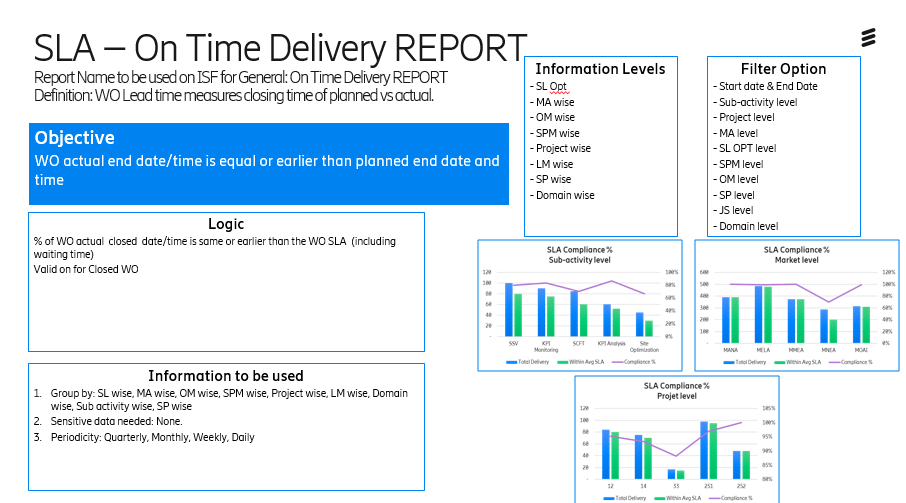 SLA – On Time Delivery REPORT
Report Name to be used on ISF for General: On Time Delivery REPORT
Definition: WO Lead time measures closing time of planned vs actual.
Objective
WO actual end date/time is equal or earlier than planned end date and
time
Logic
% of WO actual closed date/time is same or earlier than the WO SLA (including
waiting time)
Valid on for Closed WO
Information to be used
1. Group by: SL wise, MA wise, OM wise, SPM wise, Project wise, LM wise, Domain
wise, Sub activity wise, SP wise
2. Sensitive data needed: None.
3. Periodicity: Quarterly, Monthly, Weekly, Daily
Information Levels
- SL Opt
- MA wise
- OM wise
- SPM wise
- Project wise
- LM wise
- SP wise
- Domain wise
Filter Option
- Start date & End Date
- Sub-activity level
- Project level
- MA level
- SL OPT level
- SPM level
- OM level
- SP level
- JS level
- Domain level
SLA Compliance %
Sub-activity level
120 100%
100 80%
80 60%
60 40%
40 20%
20 0%
-
SSV KPI Monitoring SCFT KPI Analysis Site Optimization
Total Delivery Within Avg SLA Compliance %
SLA Compliance %
Market level
600 120%
500 100%
400 80%
300 60%
200 40%
100 20%
- 0%
MANA MELA MMEA MNEA MGAI
Total Delivery Within Avg SLA Compliance %
SLA Compliance %
Projet level
120 105%
100 100%
80 95%
60 90%
40 85%
20 80%
-
12 14 33 251 252
Total Delivery Within Avg SLA Compliance %